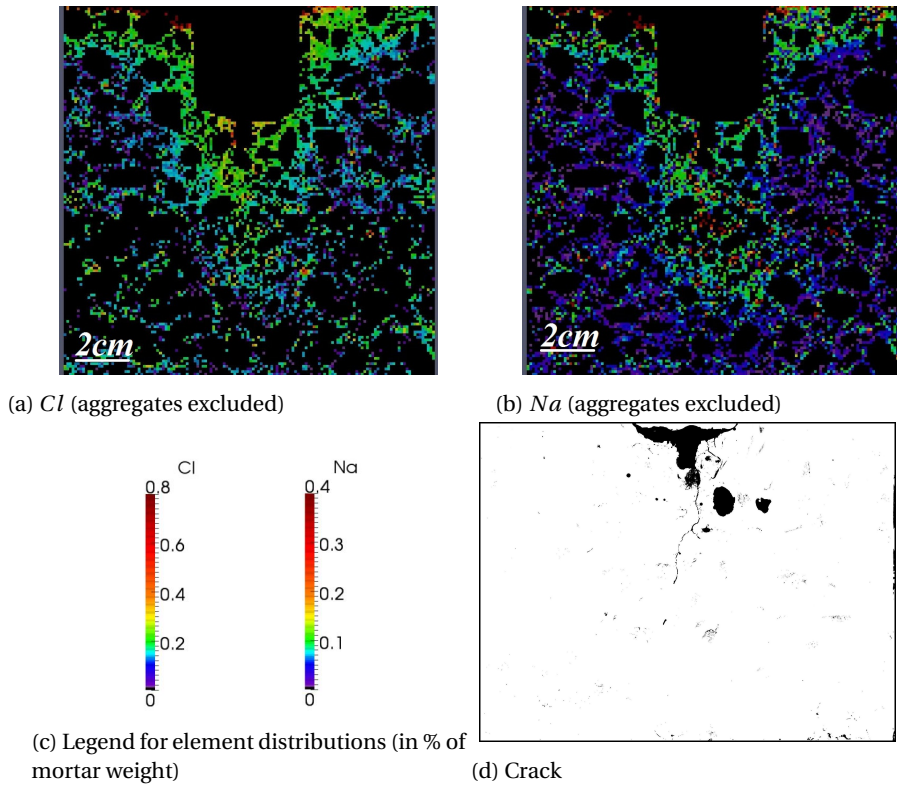 2cm
2cm
(a) Cl (aggregates excluded)
(b) Na (aggregates excluded)
Cl
0.8
0.6
0.4
0.2
0
Na
0.4
0.3
0.2
0.1
0
(c) Legend for element distributions (in % of
mortar weight)
(d) Crack